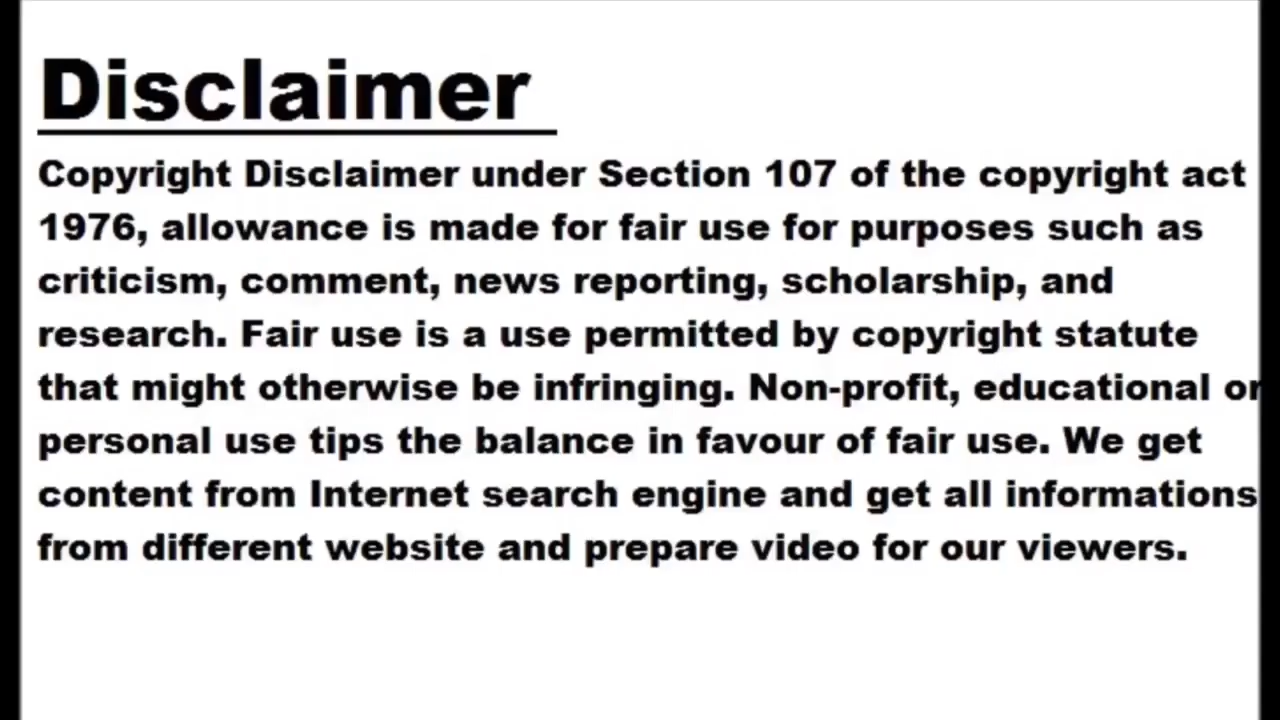 Disclaimer
Copyright Disclaimer under Section 107 of the copyright act
1976, allowance is made for fair use for purposes such as
criticism, comment, news reporting, scholarship, and
research. Fair use is a use permitted by copyright statute
that might otherwise be infringing. Non-profit, educational or
personal use tips the balance in favour of fair use. We get
content from Internet search engine and get all informations
from different website and prepare video for our viewers.